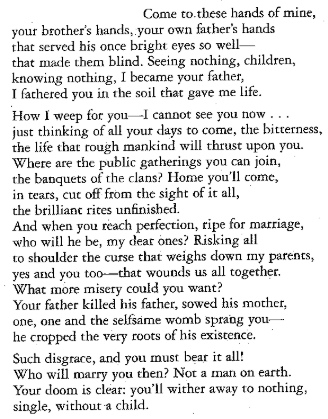 Come to these hands of mine,
your brother's hands, your own father's hands
that served his once bright eyes so well—
that made them blind. Seeing nothing, children,
knowing nothing, I became your father,
I fathered you in the soil that gave me life.
How I weep for you—I cannot see you now . . .
just thinking of all your days to come, the bitterness,
the life that rough mankind will thrust upon you.
Where are the public gatherings you can join,
the banquets of the clans? Home you'll come,
in tears, cut off from the sight of it all,
the brilliant rites unfinished.
And when you reach perfection, ripe for marriage,
who will he be, my dear ones? Risking all
to shoulder the curse that weighs down my parents,
yes and you too—that wounds us all together.
What more misery could you want?
Your father killed his father, sowed his mother,
one, one and the selfsame womb sprang you—
he cropped the very roots of his existence.
Such disgrace, and you must bear it all!
Who will marry you then? Not a man on earth.
Your doom is clear: you'll wither away to nothing,
single, without a child.